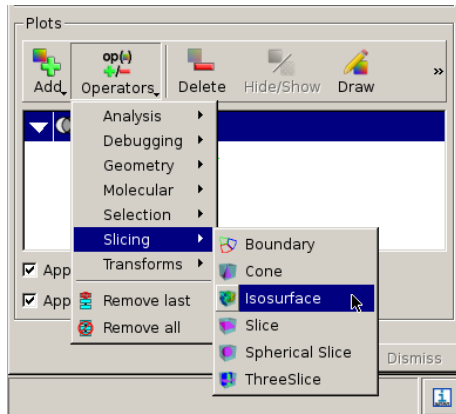 Plots
op(=)
+/-
Add Operators Delete Hide/Show Draw »
Analysis
Debugging
Geometry
Molecular
Selection
Slicing
Transforms
Remove last
Remove all
Boundary
Cone
Isosurface
Slice
Spherical Slice
ThreeSlice
App
App
Dismiss